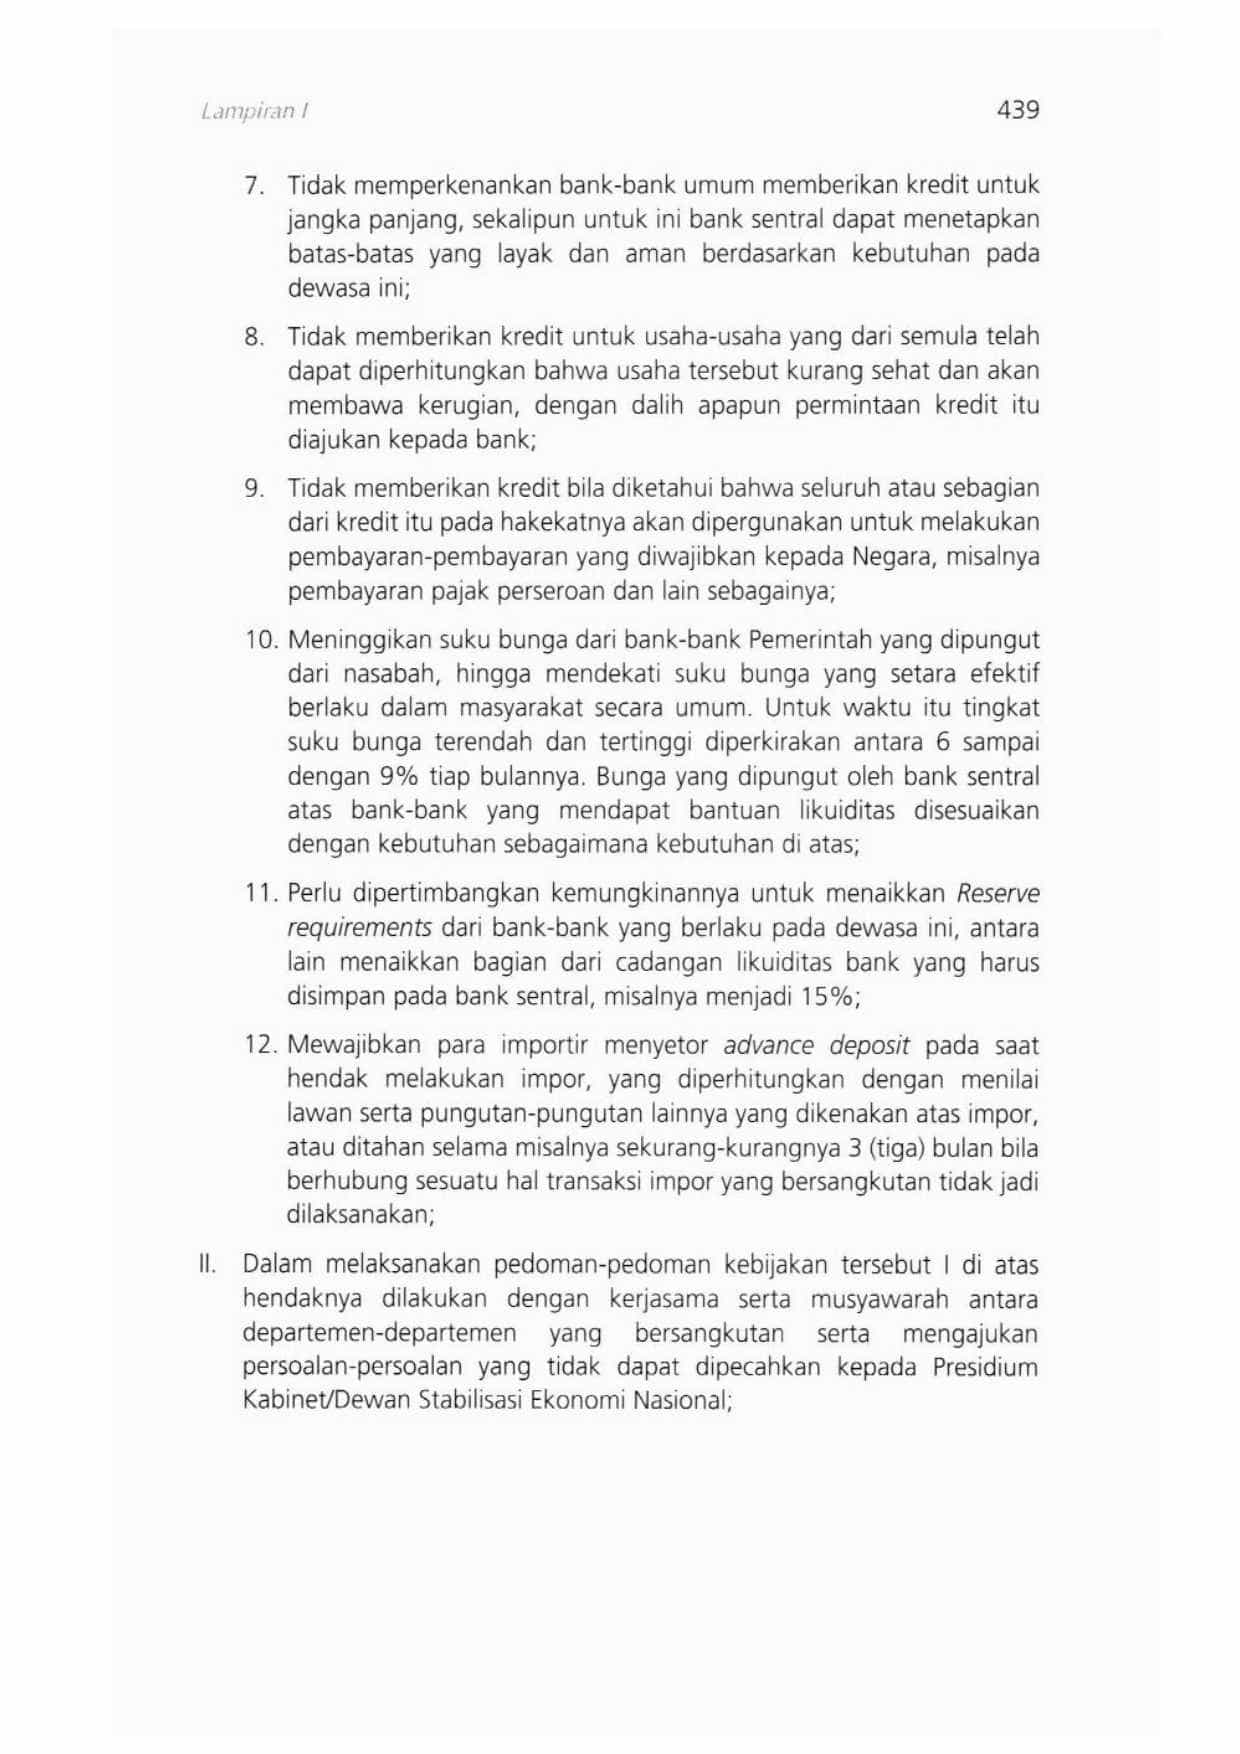 Lampiran I 439
7. Tidak memperkenankan bank-bank umum memberikan kredit untuk
jangka panjang, sekalipun untuk ini bank sentral dapat menetapkan
batas-batas yang layak dan aman berdasarkan kebutuhan pada
dewasa ini;
8. Tidak memberikan kredit untuk usaha-usaha yang dari semula telah
dapat diperhitungkan bahwa usaha tersebut kurang sehat dan akan
membawa kerugian, dengan dalih apapun permintaan kredit itu
diajukan kepada bank;
9. Tidak memberikan kredit bila diketahui bahwa seluruh atau sebagian
dari kredit itu pada hakekatnya akan dipergunakan untuk melakukan
pembayaran-pembayaran yang diwajibkan kepada Negara, misalnya
pembayaran pajak perseroan dan lain sebagainya;
10. Meninggikan suku bunga dari bank-bank Pemerintah yang dipungut
dari nasabah, hingga mendekati suku bunga yang setara efektif
berlaku dalam masyarakat secara umum. Untuk waktu itu tingkat
suku bunga terendah dan tertinggi diperkirakan antara 6 sampai
dengan 9% tiap bulannya. Bunga yang dipungut oleh bank sentral
atas bank-bank yang mendapat bantuan likuiditas disesuaikan
dengan kebutuhan sebagaimana kebutuhan di atas;
11. Perlu dipertimbangkan kemungkinannya untuk menaikkan Reserve
requirements dari bank-bank yang berlaku pada dewasa ini, antara
lain menaikkan bagian dari cadangan likuiditas bank yang harus
disimpan pada bank sentral, misalnya menjadi 15%;
12. Mewajibkan para importir menyetor advance deposit pada saat
hendak melakukan impor, yang diperhitungkan dengan menilai
lawan serta pungutan-pungutan lainnya yang dikenakan atas impor,
atau ditahan selama misalnya sekurang-kurangnya 3 (tiga) bulan bila
berhubung sesuatu hal transaksi impor yang bersangkutan tidak jadi
dilaksanakan;
II. Dalam melaksanakan pedoman-pedoman kebijakan tersebut I di atas
hendaknya dilakukan dengan kerjasama serta musyawarah antara
departemen-departemen yang bersangkutan serta mengajukan
persoalan-persoalan yang tidak dapat dipecahkan kepada Presidium
Kabinet/Dewan Stabilisasi Ekonomi Nasional;